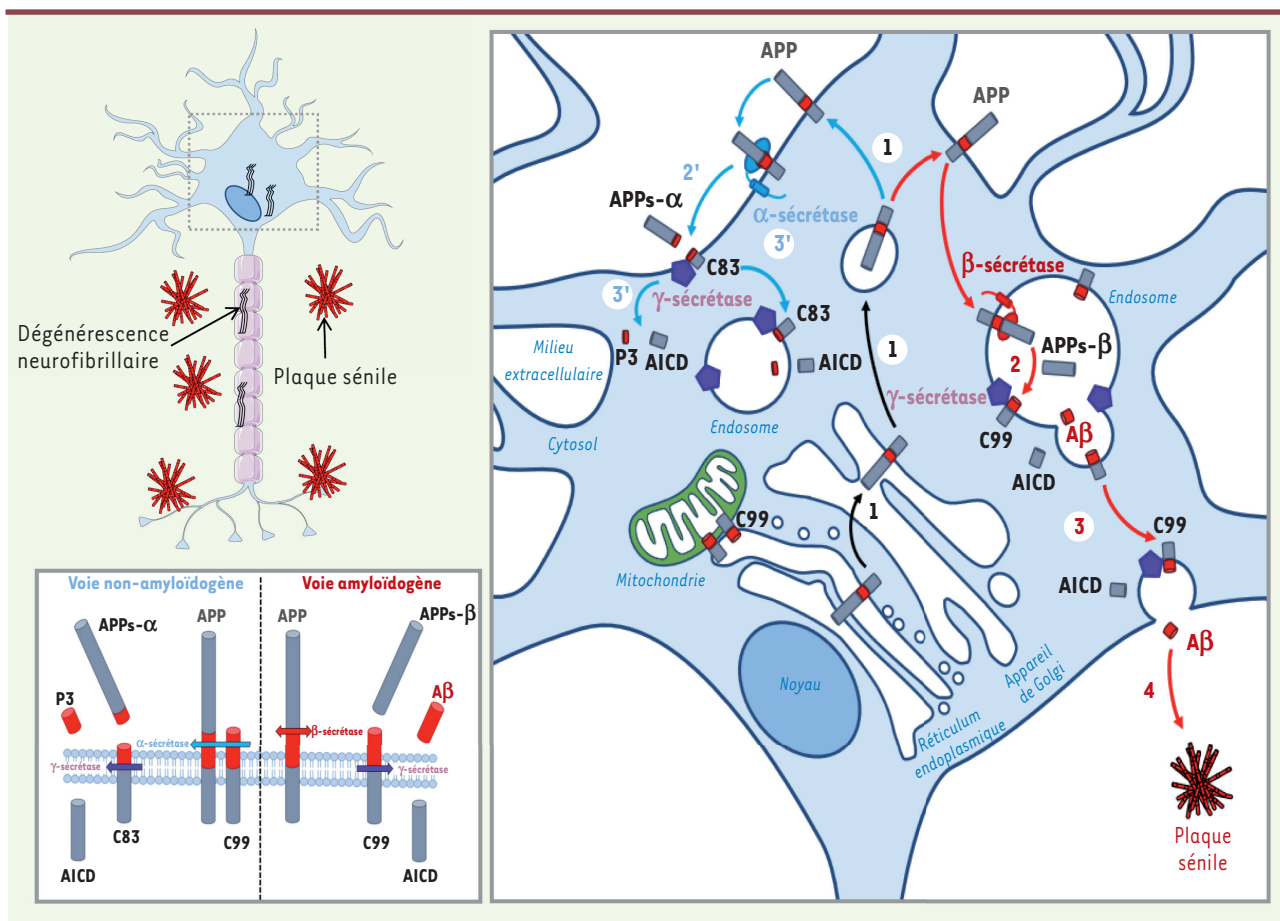 Dégénérescence
neurofibrillaire
Plaque sénile
Voie non-amyloïdogène
Voie amyloïdogène
APPs-α
APP
APP
APPs-β
P3
Aβ
α-sécrétase
β-sécrétase
γ-sécrétase
γ-sécrétase
C83
C99
C99
AICD
AICD
APP
APP
1
2'
APPs-α
α-sécrétase
3'
β-sécrétase
Endosome
C83
3'
γ-sécrétase
C83
P3
AICD
AICD
Milieu
extracellulaire
Cytosol
Endosome
1
APPs-β
2
γ-sécrétase
C99
Aβ
AICD
C99
Mitochondrie
1
3
C99
AICD
Aβ
Noyau
Appareil
de Golgi
Réticulum
endoplasmique
4
Plaque
sénile